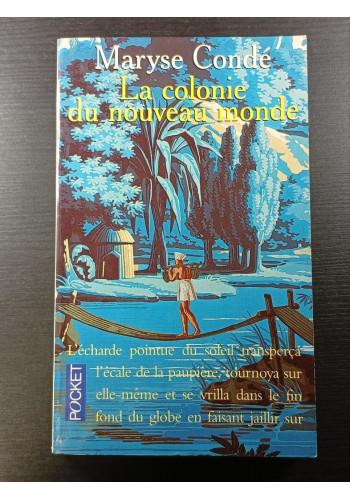 Maryse Condé
La colonie
du nouveau monde
L'écharde pointue du soleil transperça
l'écale de la paupière, tournoya sur
elle-même et se vrilla dans le fin
fond du globe en faisant jaillir sur
POCKET